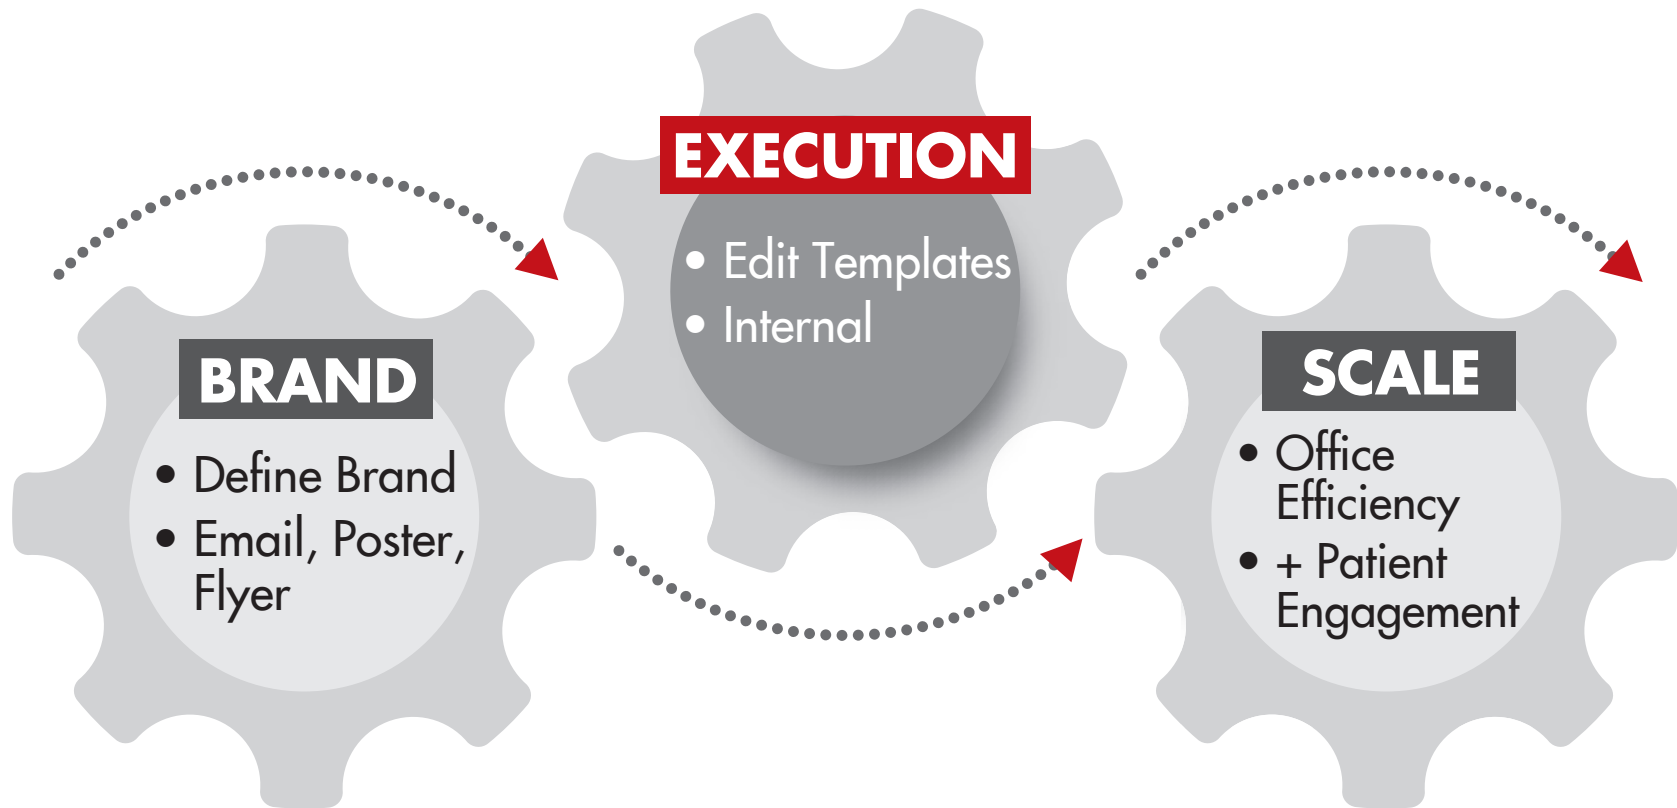 BRAND
• Define Brand
• Email, Poster,
Flyer
EXECUTION
• Edit Templates
• Internal
SCALE
• Office
Efficiency
• + Patient
Engagement